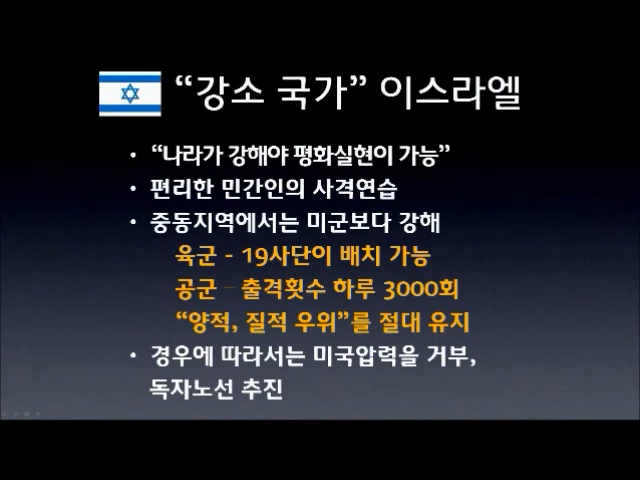 “강소 국가” 이스라엘
• “나라가 강해야 평화실현이 가능”
• 편리한 민간인의 사격연습
• 중동지역에서는 미군보다 강해
육군 - 19사단이 배치 가능
공군 - 출격횟수 하루 3000회
“양적, 질적 우위”를 절대 유지
• 경우에 따라서는 미국압력을 거부,
독자노선 추진